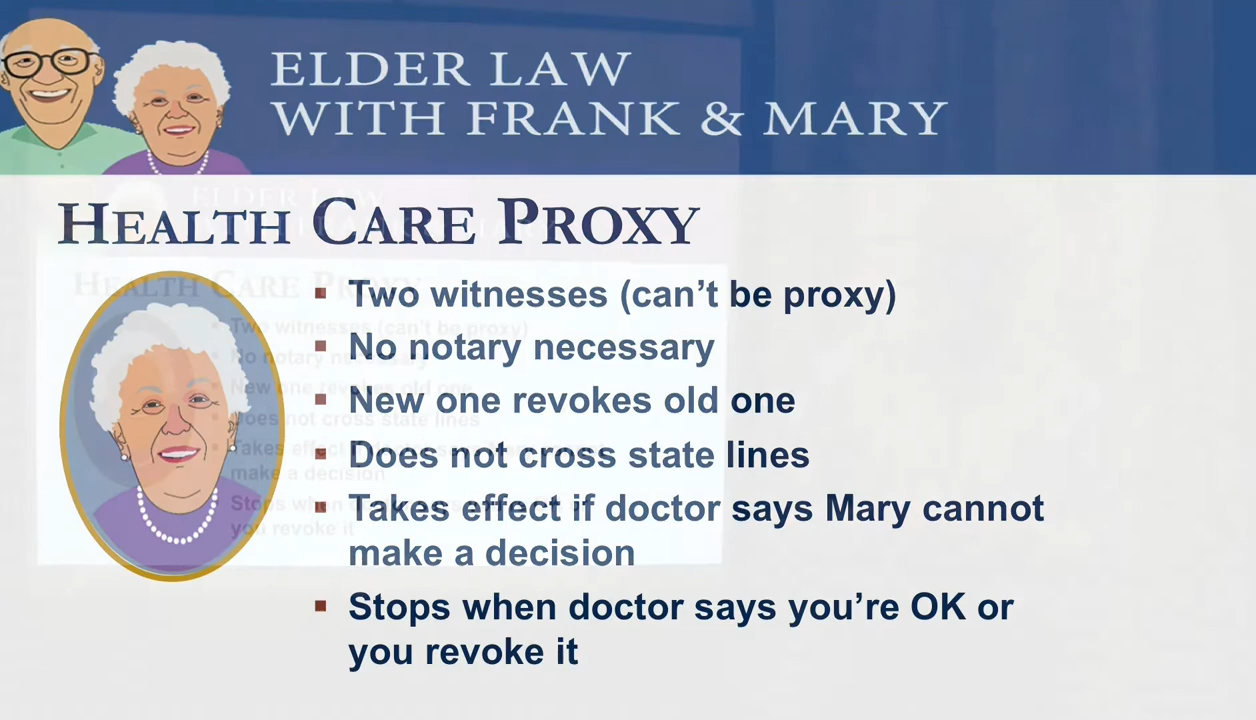 ELDER LAW
WITH FRANK & MARY
HEALTH CARE PROXY
▪ Two witnesses (can't be proxy)
▪ No notary necessary
▪ New one revokes old one
▪ Does not cross state lines
▪ Takes effect if doctor says Mary cannot
make a decision
▪ Stops when doctor says you're OK or
you revoke it